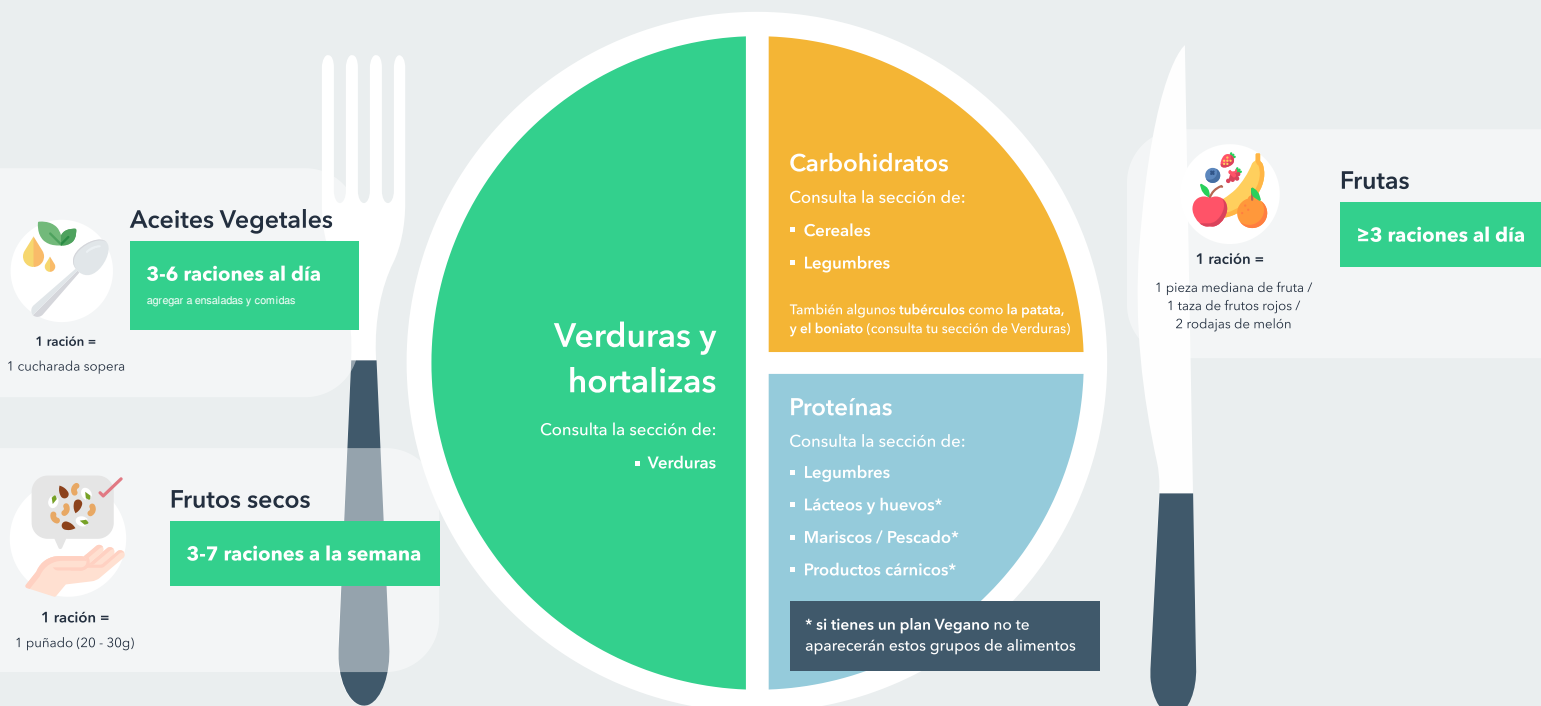 Aceites Vegetales
3-6 raciones al día
agregar a ensaladas y comidas
1 ración =
1 cucharada sopera
Frutos secos
3-7 raciones a la semana
1 ración =
1 puñado (20 - 30g)
Verduras y
hortalizas
Consulta la sección de:
▪ Verduras
Carbohidratos
Consulta la sección de:
▪ Cereales
▪ Legumbres
También algunos tubérculos como la patata,
y el boniato (consulta tu sección de Verduras)
Proteínas
Consulta la sección de:
▪ Legumbres
▪ Lácteos y huevos*
▪ Mariscos / Pescado*
▪ Productos cárnicos*
* si tienes un plan Vegano no te
aparecerán estos grupos de alimentos
Frutas
≥3 raciones al día
1 ración =
1 pieza mediana de fruta /
1 taza de frutos rojos /
2 rodajas de melón